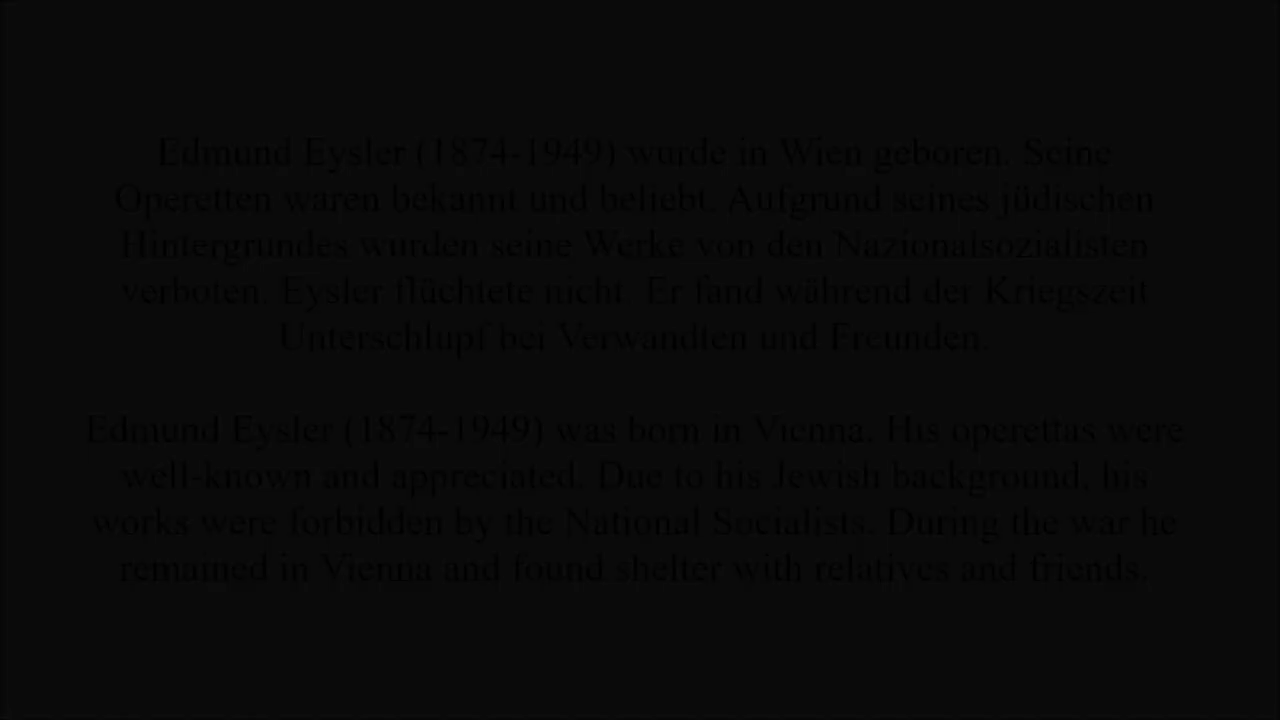 Edmund Eysler (1874-1949) wurde in Wien geboren. Seine
Operetten waren bekannt und beliebt. Aufgrund seines jüdischen
Hintergrundes wurden seine Werke von den Nazionalsozialisten
verboten. Eysler flüchtete nicht. Er fand während der Kriegszeit
Unterschlupf bei Verwandten und Freunden.
Edmund Eysler (1874-1949) was born in Vienna. His operettas were
well-known and appreciated. Due to his Jewish background, his
works were forbidden by the National Socialists. During the war he
remained in Vienna and found shelter with relatives and friends.